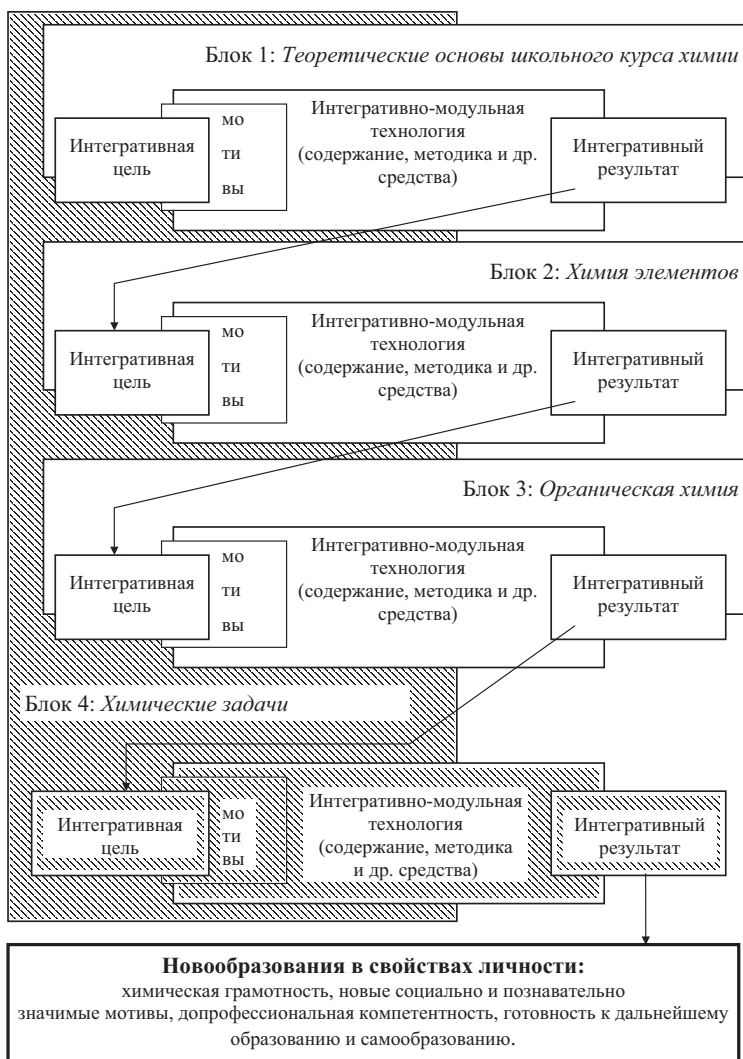 Блок 1: Теоретические основы школьного курса химии
Интегративная
цель
мо
ти
вы
Интегративно-модульная
технология
(содержание, методика и др.
средства)
Интегративный
результат
Блок 2: Химия элементов
Интегративная
цель
мо
ти
вы
Интегративно-модульная
технология
(содержание, методика и др.
средства)
Интегративный
результат
Блок 3: Органическая химия
Интегративная
цель
мо
ти
вы
Интегративно-модульная
технология
(содержание, методика и др.
средства)
Интегративный
результат
Блок 4: Химические задачи
Интегративная
цель
мо
ти
вы
Интегративно-модульная
технология
(содержание, методика
и др. средства)
Интегративный
результат
Новообразования в свойствах личности:
химическая грамотность, новые социально и познавательно
значимые мотивы, допрофессиональная компетентность, готовность к дальнейшему
образованию и самообразованию.